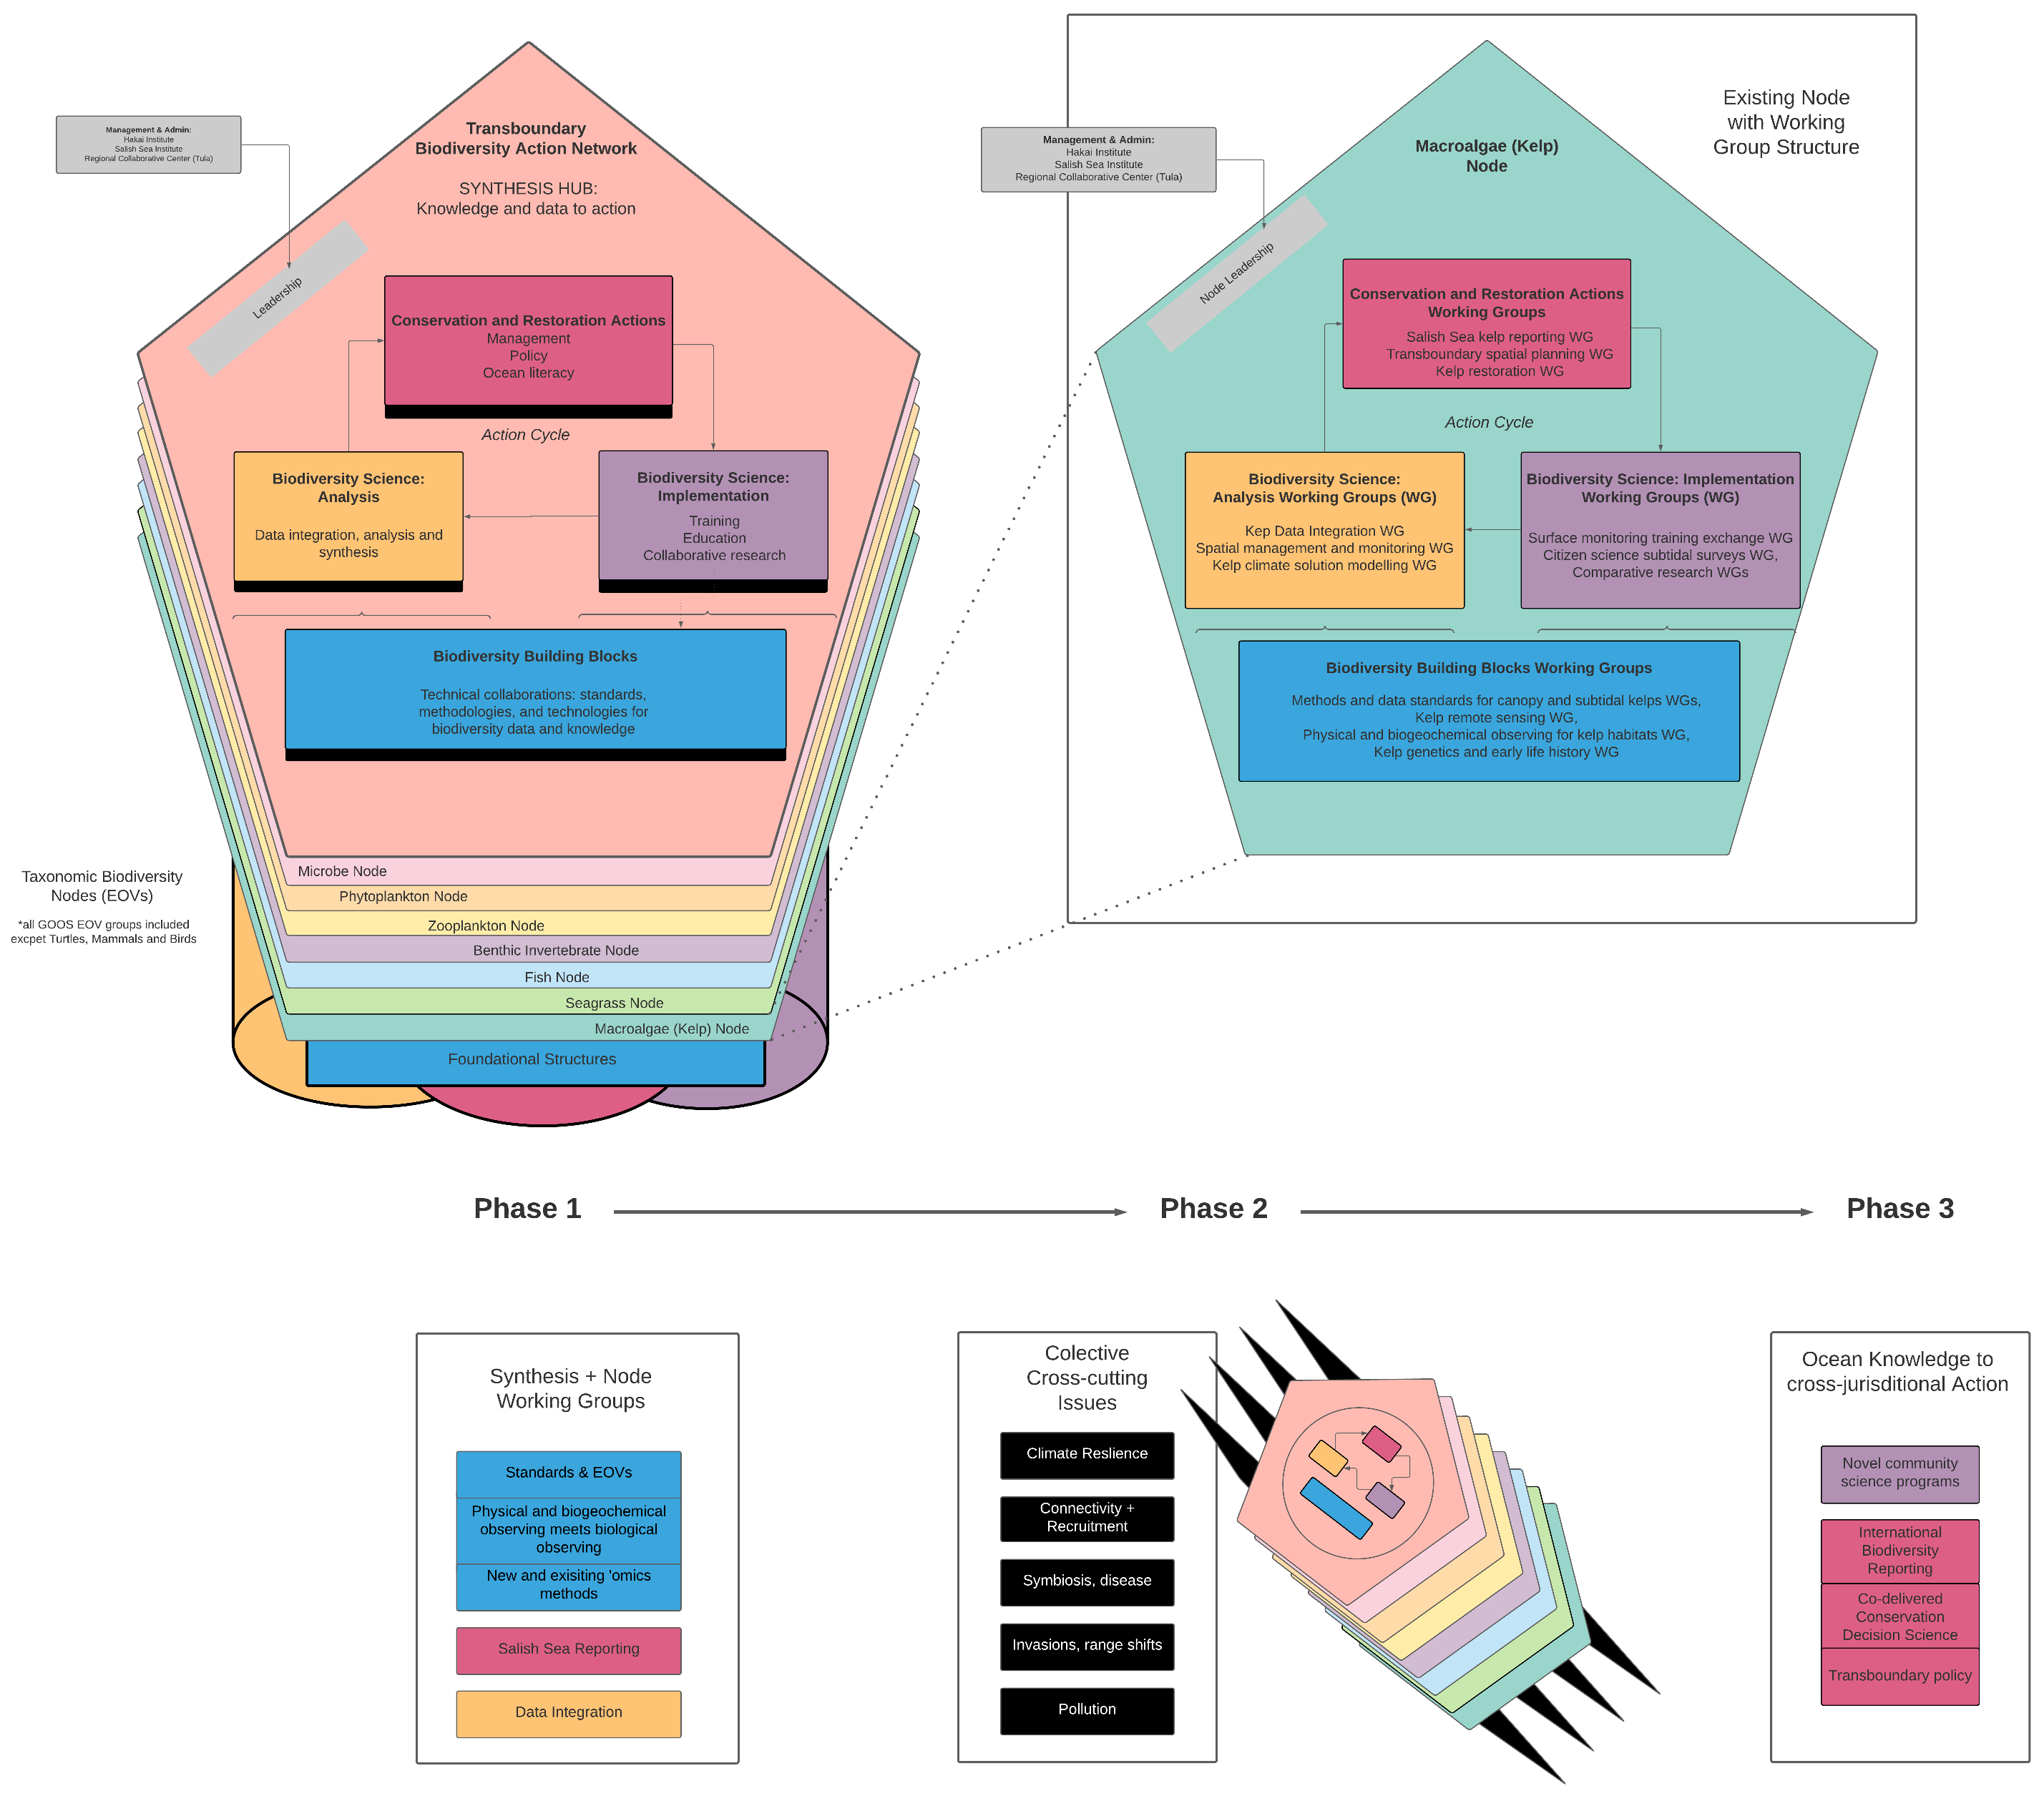 Management & Admin:
Hakai Institute
Salish Sea Institute
Regional Collaborative Center (Tula)
Transboundary
Biodiversity Action Network
SYNTHESIS HUB:
Knowledge and data to action
Leadership
Conservation and Restoration Actions
Management
Policy
Ocean literacy
Action Cycle
Biodiversity Science:
Analysis
Data integration, analysis and
synthesis
Biodiversity Science:
Implementation
Training
Education
Collaborative research
Biodiversity Building Blocks
Technical collaborations: standards,
methodologies, and technologies for
biodiversity data and knowledge
Taxonomic Biodiversity
Nodes (EOVs)
*all GOOS EOV groups included
excpet Turtles, Mammals and Birds
Microbe Node
Phytoplankton Node
Zooplankton Node
Benthic Invertebrate Node
Fish Node
Seagrass Node
Macroalgae (Kelp) Node
Foundational Structures
Existing Node
with Working
Group Structure
Management & Admin:
Hakai Institute
Salish Sea Institute
Regional Collaborative Center (Tula)
Macroalgae (Kelp)
Node
Node Leadership
Conservation and Restoration Actions
Working Groups
Salish Sea kelp reporting WG
Transboundary spatial planning WG
Kelp restoration WG
Action Cycle
Biodiversity Science:
Analysis Working Groups (WG)
Kep Data Integration WG
Spatial management and monitoring WG
Kelp climate solution modelling WG
Biodiversity Science: Implementation
Working Groups (WG)
Surface monitoring training exchange WG
Citizen science subtidal surveys WG,
Comparative research WGs
Biodiversity Building Blocks Working Groups
Methods and data standards for canopy and subtidal kelps WGs,
Kelp remote sensing WG,
Physical and biogeochemical observing for kelp habitats WG,
Kelp genetics and early life history WG
Phase 1
Phase 2
Phase 3
Synthesis + Node
Working Groups
Standards & EOVs
Physical and biogeochemical
observing meets biological
observing
New and exisiting 'omics
methods
Salish Sea Reporting
Data Integration
Colective
Cross-cutting
Issues
Climate Reslience
Connectivity +
Recruitment
Symbiosis, disease
Invasions, range shifts
Pollution
Ocean Knowledge to
cross-jurisditional Action
Novel community
science programs
International
Biodiversity
Reporting
Co-delivered
Conservation
Decision Science
Transboundary policy